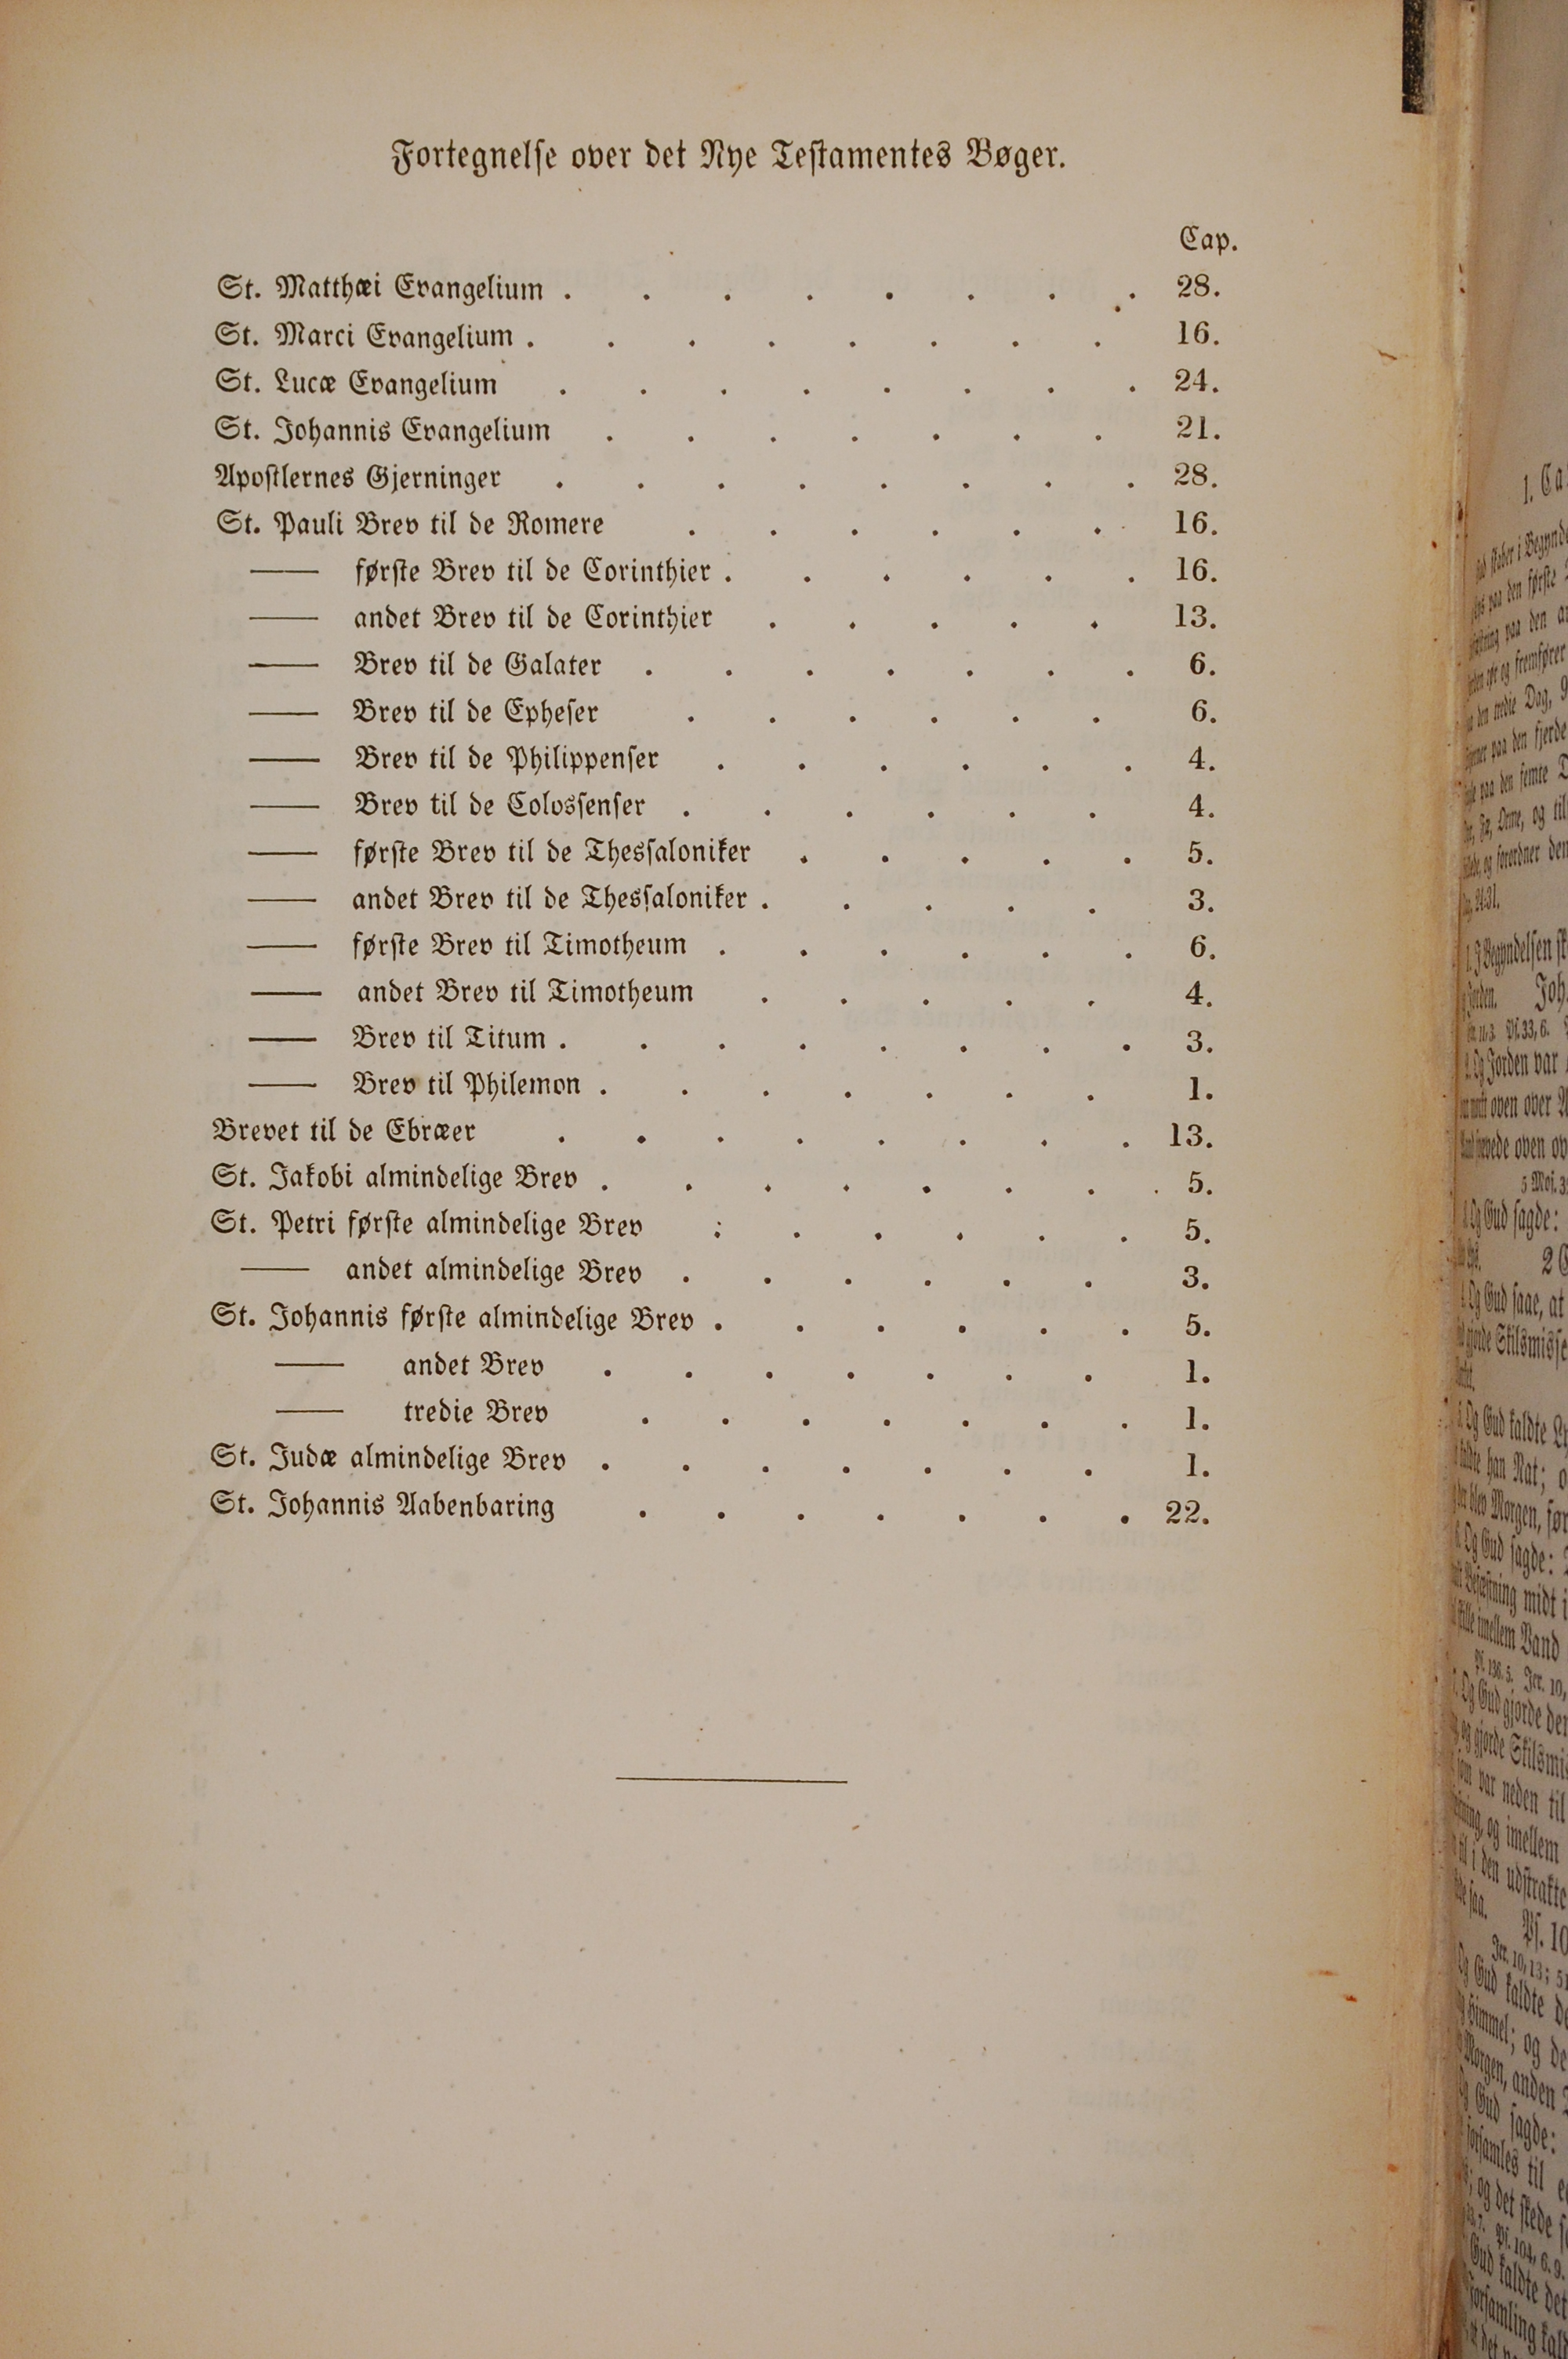 Fortegnelſe over det Nye Teſtamentes Bøger.
Cap.
St. Matthæi Evangelium . . . . . . . . 28.
St. Marci Evangelium . . . . . . . . 16.
St. Lucæ Evangelium . . . . . . . . 24.
St. Johannis Evangelium . . . . . . . 21.
Apoſtlernes Gjerninger . . . . . . . . 28.
St. Pauli Brev til de Romere . . . . . . 16.
—— førſte Brev til de Corinthier . . . . . . 16.
—— andet Brev til de Corinthier . . . . . 13.
—— Brev til de Galater . . . . . . . 6.
—— Brev til de Epheſer . . . . . . 6.
—— Brev til de Philippenſer . . . . . . 4.
—— Brev til de Colosſenſer . . . . . . 4.
—— førſte Brev til de Thesſaloniker . . . . . 5.
—— andet Brev til de Thesſaloniker . . . . . 3.
—— førſte Brev til Timotheum . . . . . . 6.
—— andet Brev til Timotheum . . . . . 4.
—— Brev til Titum . . . . . . . . 3.
—— Brev til Philemon . . . . . . . 1.
Brevet til de Ebræer . . . . . . . . 13.
St. Jakobi almindelige Brev . . . . . . . . 5.
St. Petri førſte almindelige Brev . . . . . . 5.
—— andet almindelige Brev . . . . . . 3.
St. Johannis førſte almindelige Brev . . . . . . 5.
—— andet Brev . . . . . . . 1.
—— tredie Brev . . . . . . . 1.
St. Judæ almindelige Brev . . . . . . . 1.
St. Johannis Aabenbaring . . . . . . . 22.